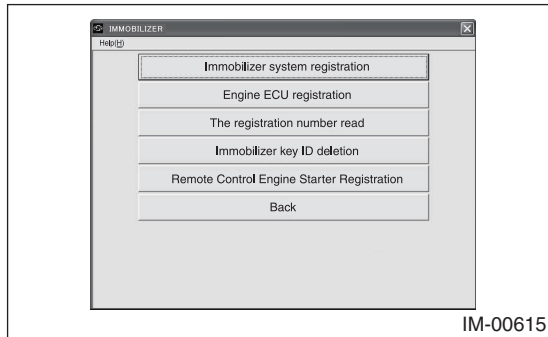 IMMOBILIZER
Help(H)
Immobilizer system registration
Engine ECU registration
The registration number read
Immobilizer key ID deletion
Remote Control Engine Starter Registration
Back
IM-00615